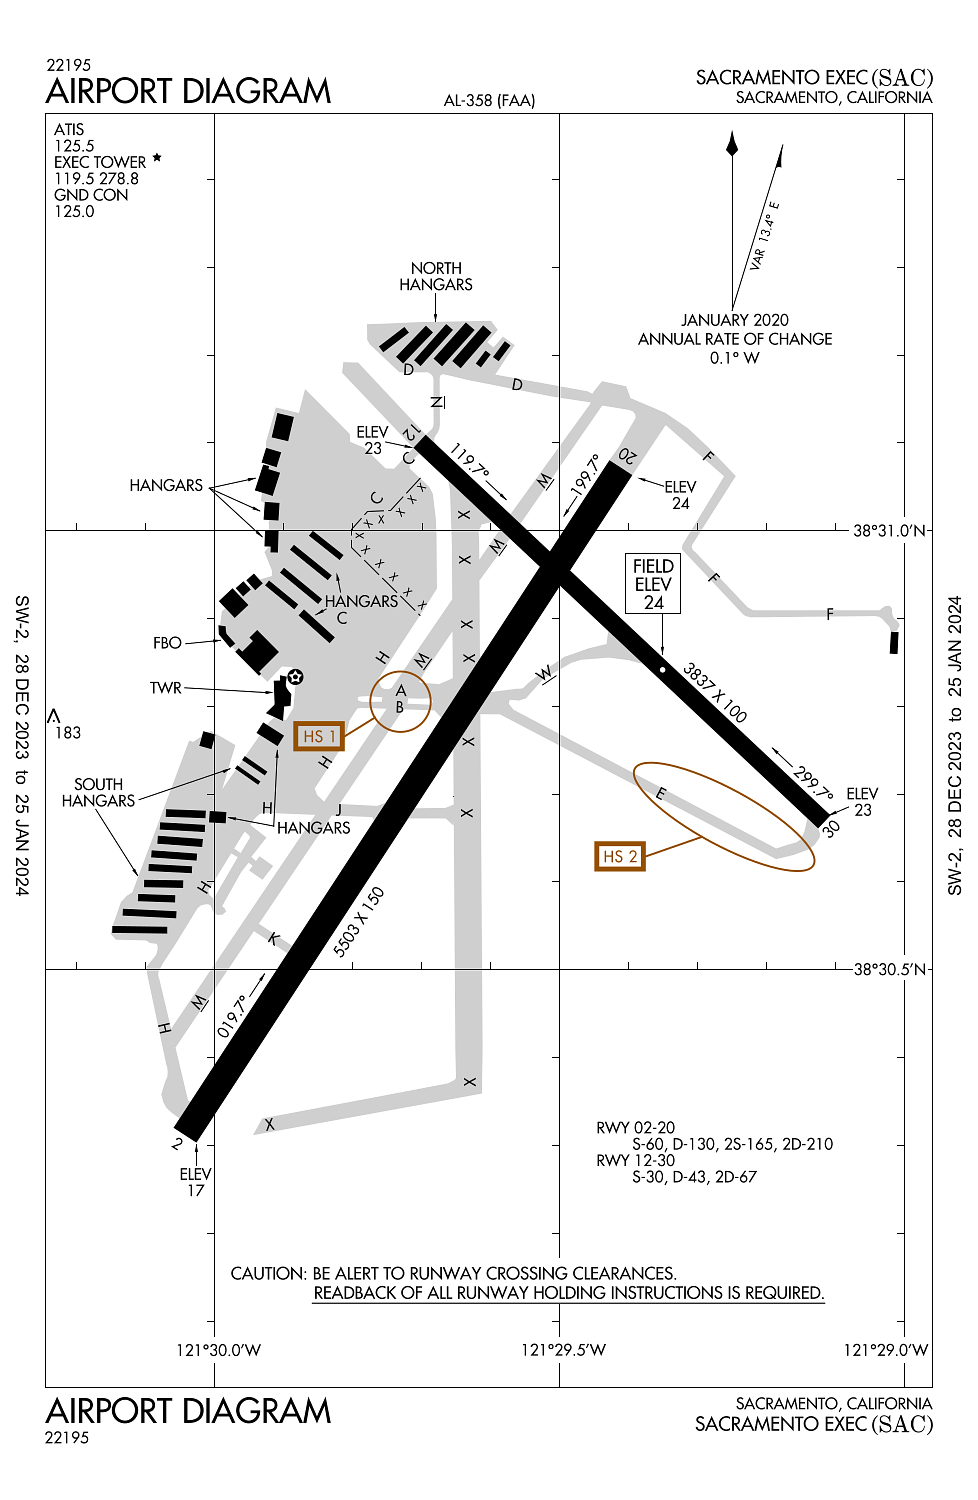 22195
AIRPORT DIAGRAM
AL-358 (FAA)
SACRAMENTO EXEC (SAC)
SACRAMENTO, CALIFORNIA
ATIS
125.5
EXEC TOWER ★
119.5 278.8
GND CON
125.0
VAR 13.4° E
JANUARY 2020
ANNUAL RATE OF CHANGE
0.1° W
NORTH
HANGARS
D
D
N
ELEV
23
12
C
119.7°
W
199.7°
20
F
ELEV
24
HANGARS
C
X
X
X
X
X
X
W
38°31.0'N
X
X
X
X
X
X
X
FIELD
ELEV
24
F
HANGARS
C
F
X
FBO
H
W
X
W
TWR
A
B
3837 X 100
183
HS 1
X
H
299.7°
SOUTH
HANGARS
E
ELEV
23
H
J
X
HANGARS
30
HS 2
H
5503 X 150
K
38°30.5'N
W
019.7°
H
X
X
2
ELEV
17
RWY 02-20
S-60, D-130, 2S-165, 2D-210
RWY 12-30
S-30, D-43, 2D-67
CAUTION: BE ALERT TO RUNWAY CROSSING CLEARANCES.
READBACK OF ALL RUNWAY HOLDING INSTRUCTIONS IS REQUIRED.
121°30.0'W
121°29.5'W
121°29.0'W
SW-2, 28 DEC 2023 to 25 JAN 2024
SW-2, 28 DEC 2023 to 25 JAN 2024
AIRPORT DIAGRAM
22195
SACRAMENTO, CALIFORNIA
SACRAMENTO EXEC (SAC)